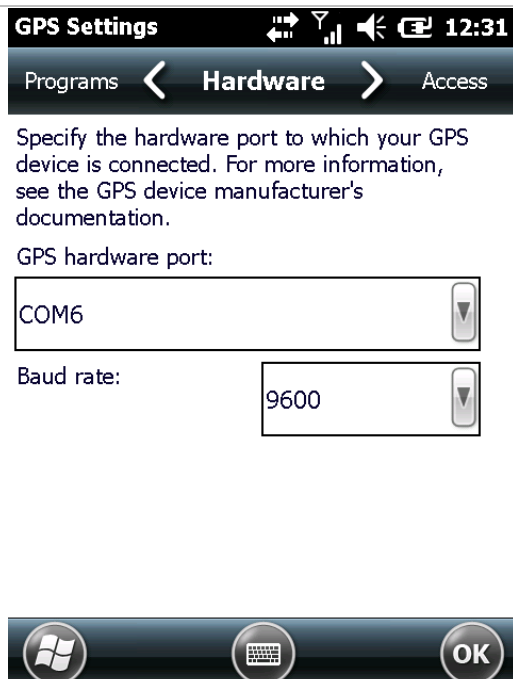 GPS Settings 12:31
Programs Hardware Access
Specify the hardware port to which your GPS
device is connected. For more information,
see the GPS device manufacturer's
documentation.
GPS hardware port:
COM6
Baud rate:
9600
OK